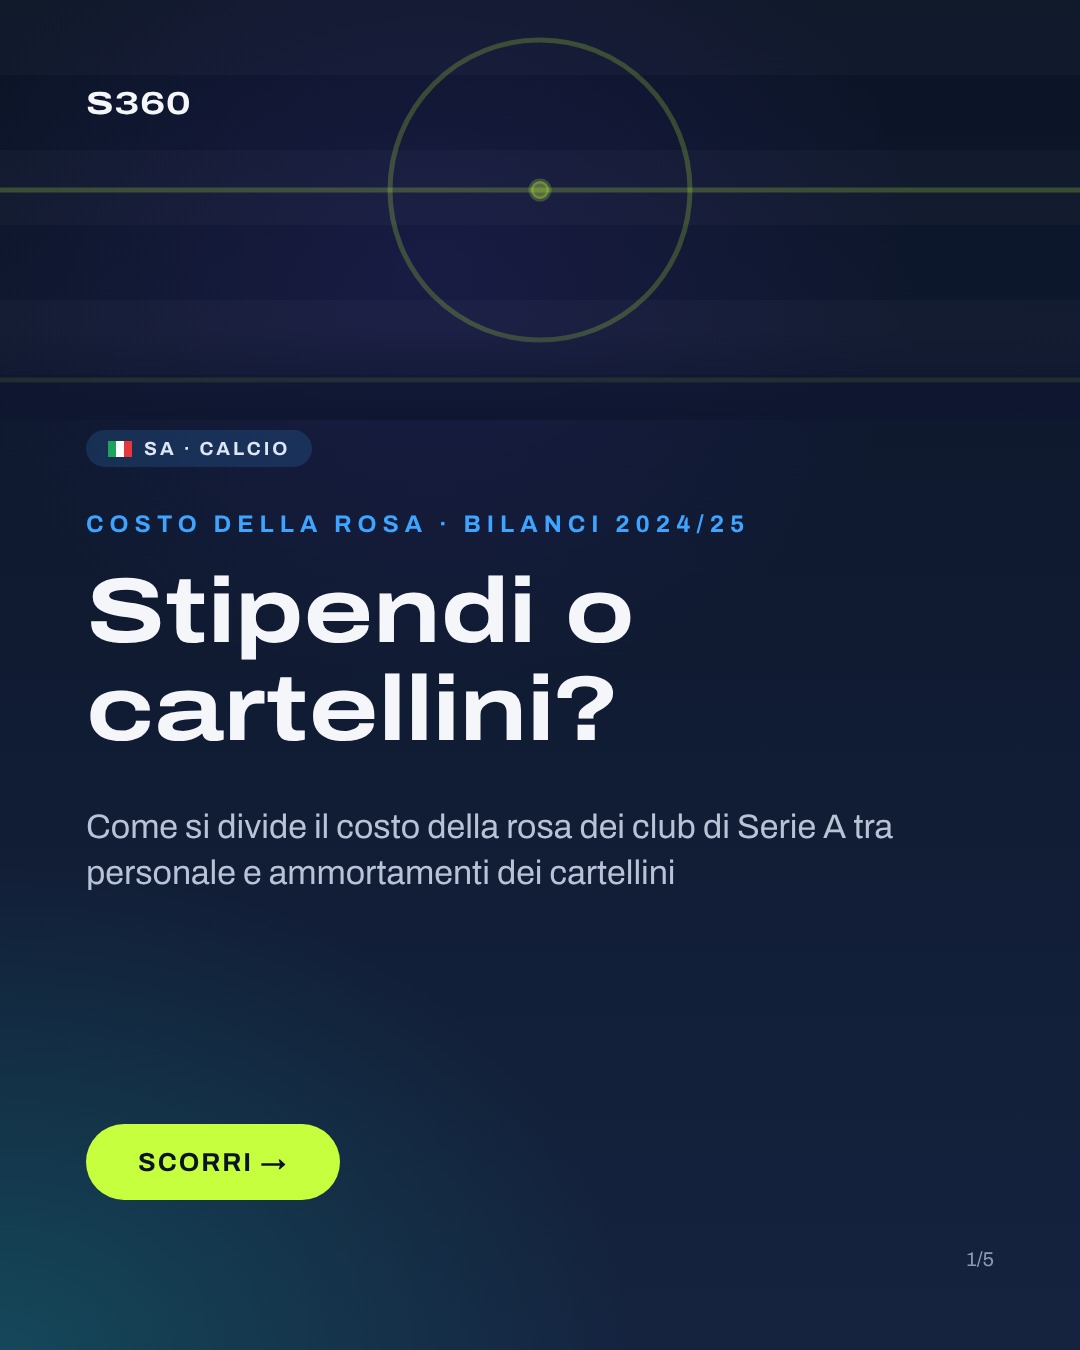 S360
SA · CALCIO
COSTO DELLA ROSA · BILANCI 2024/25
Stipendi o
cartellini?
Come si divide il costo della rosa dei club di Serie A tra
personale e ammortamenti dei cartellini
SCORRI →
1/5